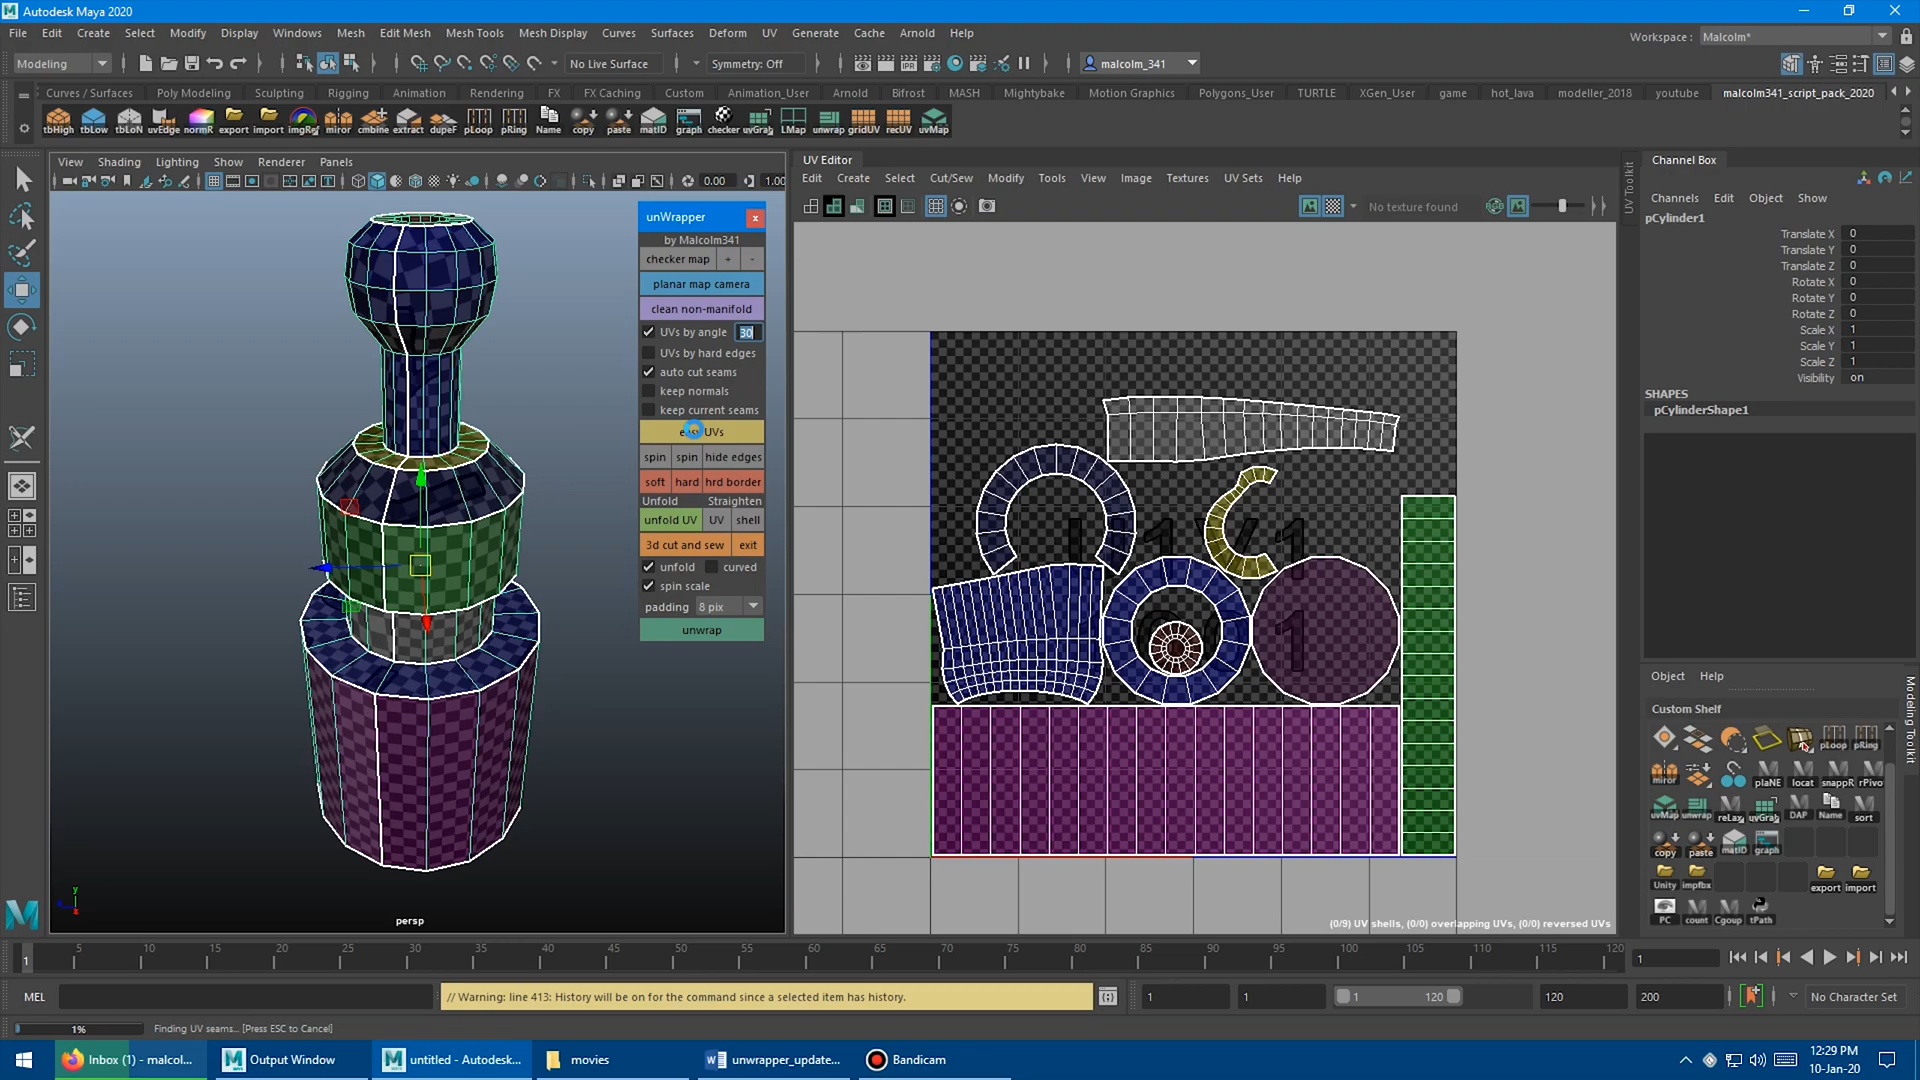 Autodesk Maya 2020
File Edit Create Select Modify Display Windows Mesh Edit Mesh Mesh Tools Mesh Display Curves Surfaces Deform UV Generate Cache Arnold Help
Workspace : Malcolm*
Modeling No Live Surface Symmetry: Off malcolm_341
Curves / Surfaces Poly Modeling Sculpting Rigging Animation Rendering FX FX Caching Custom Animation_User Arnold Bifrost MASH Mightybake Motion Graphics Polygons_User TURTLE XGen_User game hot_lava modeller_2018 youtube malcolm341_script_pack_2020
tbHigh tbLow tbLoN uvEdge normR export import imgRef mirror cmbine extract dupeF pLoop pRing Name copy paste matID graph checker uvGraj LMap unwrap gridUV recUV uvMap
View Shading Lighting Show Renderer Panels
0.00 1.00
unWrapper x
by Malcolm341
checker map + -
planar map camera
clean non-manifold
UVs by angle 30
UVs by hard edges
auto cut seams
keep normals
keep current seams
UVs
spin spin hide edges
soft hard hrd border
Unfold Straighten
unfold UV UV shell
3d cut and sew exit
unfold curved
spin scale
padding 8 pix
unwrap
persp
y
UV Editor
Edit Create Select Cut/Sew Modify Tools View Image Textures UV Sets Help
No texture found
(0/9) UV shells, (0/0) overlapping UVs, (0/0) reversed UVs
UV Toolkit
Channel Box
Channels Edit Object Show
pCylinder1
Translate X 0
Translate Y 0
Translate Z 0
Rotate X 0
Rotate Y 0
Rotate Z 0
Scale X 1
Scale Y 1
Scale Z 1
Visibility on
SHAPES
pCylinderShape1
Object Help
Custom Shelf
pLoop pRing
miror plaNE locat snappR rPivo
uvMap unwrap reLax uvGraj DAP Name sort
copy paste matID graph
Unity impfbx export import
PC count Cgoup tPath
Modeling Toolkit
5 10 15 20 25 30 35 40 45 50 55 60 65 70 75 80 85 90 95 100 105 110 115 120
1 1
MEL // Warning: line 413: History will be on for the command since a selected item has history. 1 1 1 120 120 200 No Character Set
1% Finding UV seams... [Press ESC to Cancel]
Inbox (1) - malcol... Output Window untitled - Autodesk... movies unwrapper_update... Bandicam
12:29 PM
10-Jan-20